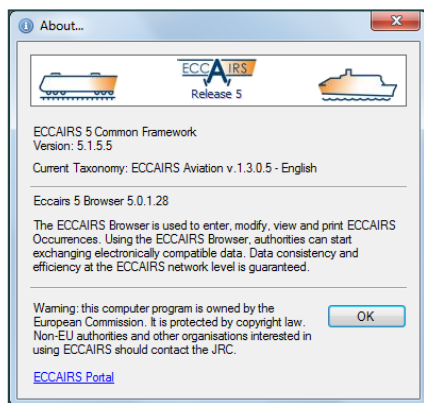 About...
ECCAIRS
Release 5
ECCAIRS 5 Common Framework
Version: 5.1.5.5
Current Taxonomy: ECCAIRS Aviation v.1.3.0.5 - English
Eccairs 5 Browser 5.0.1.28
The ECCAIRS Browser is used to enter, modify, view and print ECCAIRS
Occurrences. Using the ECCAIRS Browser, authorities can start
exchanging electronically compatible data. Data consistency and
efficiency at the ECCAIRS network level is guaranteed.
Warning: this computer program is owned by the
European Commission. It is protected by copyright law.
Non-EU authorities and other organisations interested in
using ECCAIRS should contact the JRC.
OK
ECCAIRS Portal